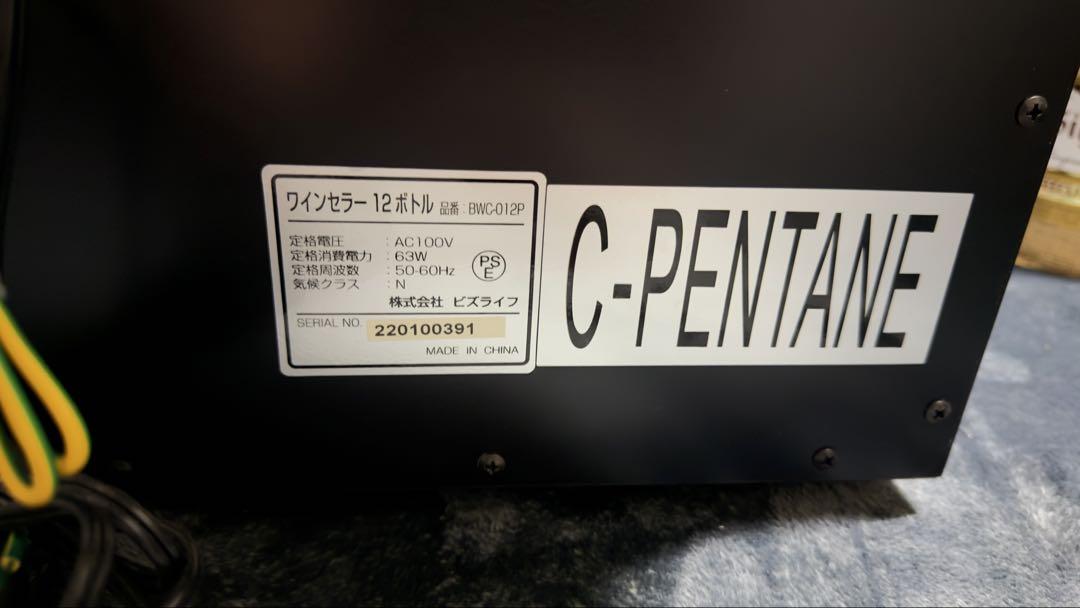 ワインセラー 12ボトル 品番 : BWC-012P
定格電圧 : AC100V
定格消費電力 : 63W
定格周波数 : 50-60Hz
気候クラス : N
PS
E
株式会社 ビズライフ
SERIAL NO. 220100391
MADE IN CHINA
C-PENTANE